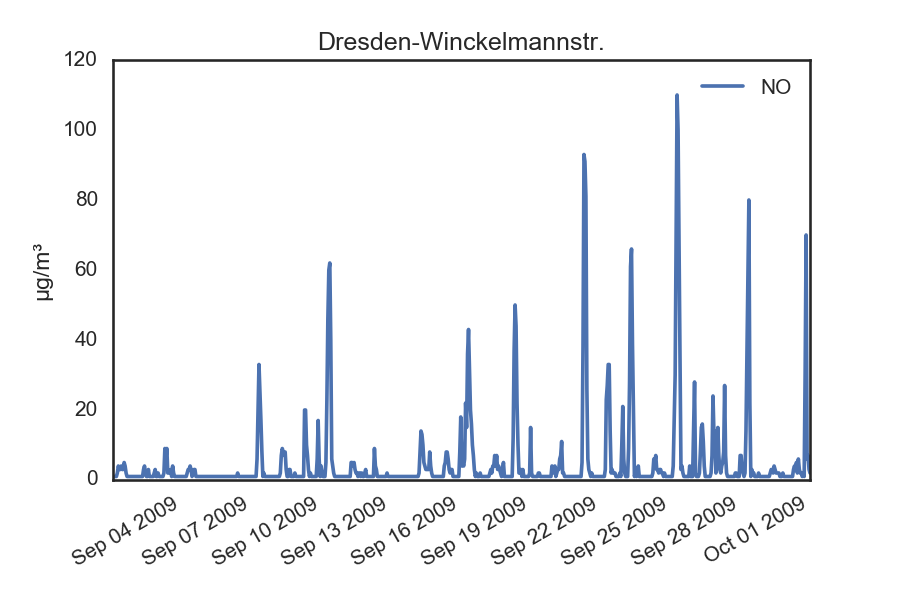 Dresden-Winckelmannstr.
120
100
80
60
40
20
0
µg/m³
NO
Sep 04 2009
Sep 07 2009
Sep 10 2009
Sep 13 2009
Sep 16 2009
Sep 19 2009
Sep 22 2009
Sep 25 2009
Sep 28 2009
Oct 01 2009